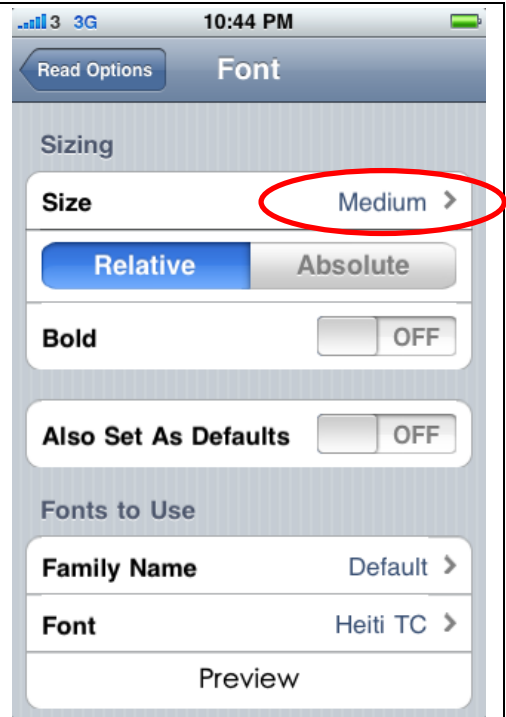 3 3G 10:44 PM
Read Options Font
Sizing
Size Medium
Relative Absolute
Bold OFF
Also Set As Defaults OFF
Fonts to Use
Family Name Default
Font Heiti TC
Preview